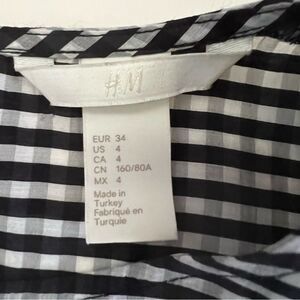 H&M
EUR 34
US 4
CA 4
CN 160/80A
MX 4
Made in
Turkey
Fabriqué en
Turquie